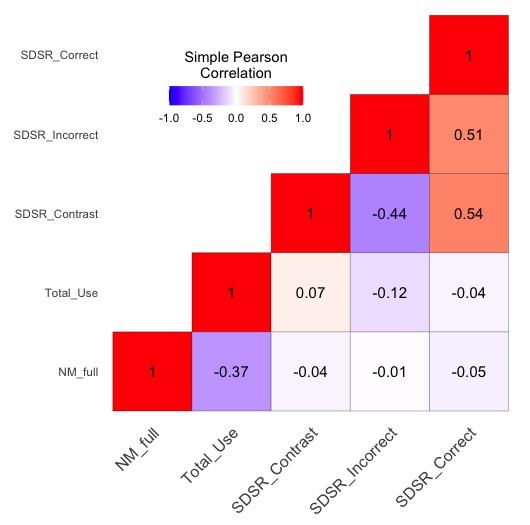 Simple Pearson
Correlation
-1.0 -0.5 0.0 0.5 1.0
SDSR_Correct 1
SDSR_Incorrect 1 0.51
SDSR_Contrast 1 -0.44 0.54
Total_Use 1 0.07 -0.12 -0.04
NM_full 1 -0.37 -0.04 -0.01 -0.05
NM_full Total_Use SDSR_Contrast SDSR_Incorrect SDSR_Correct